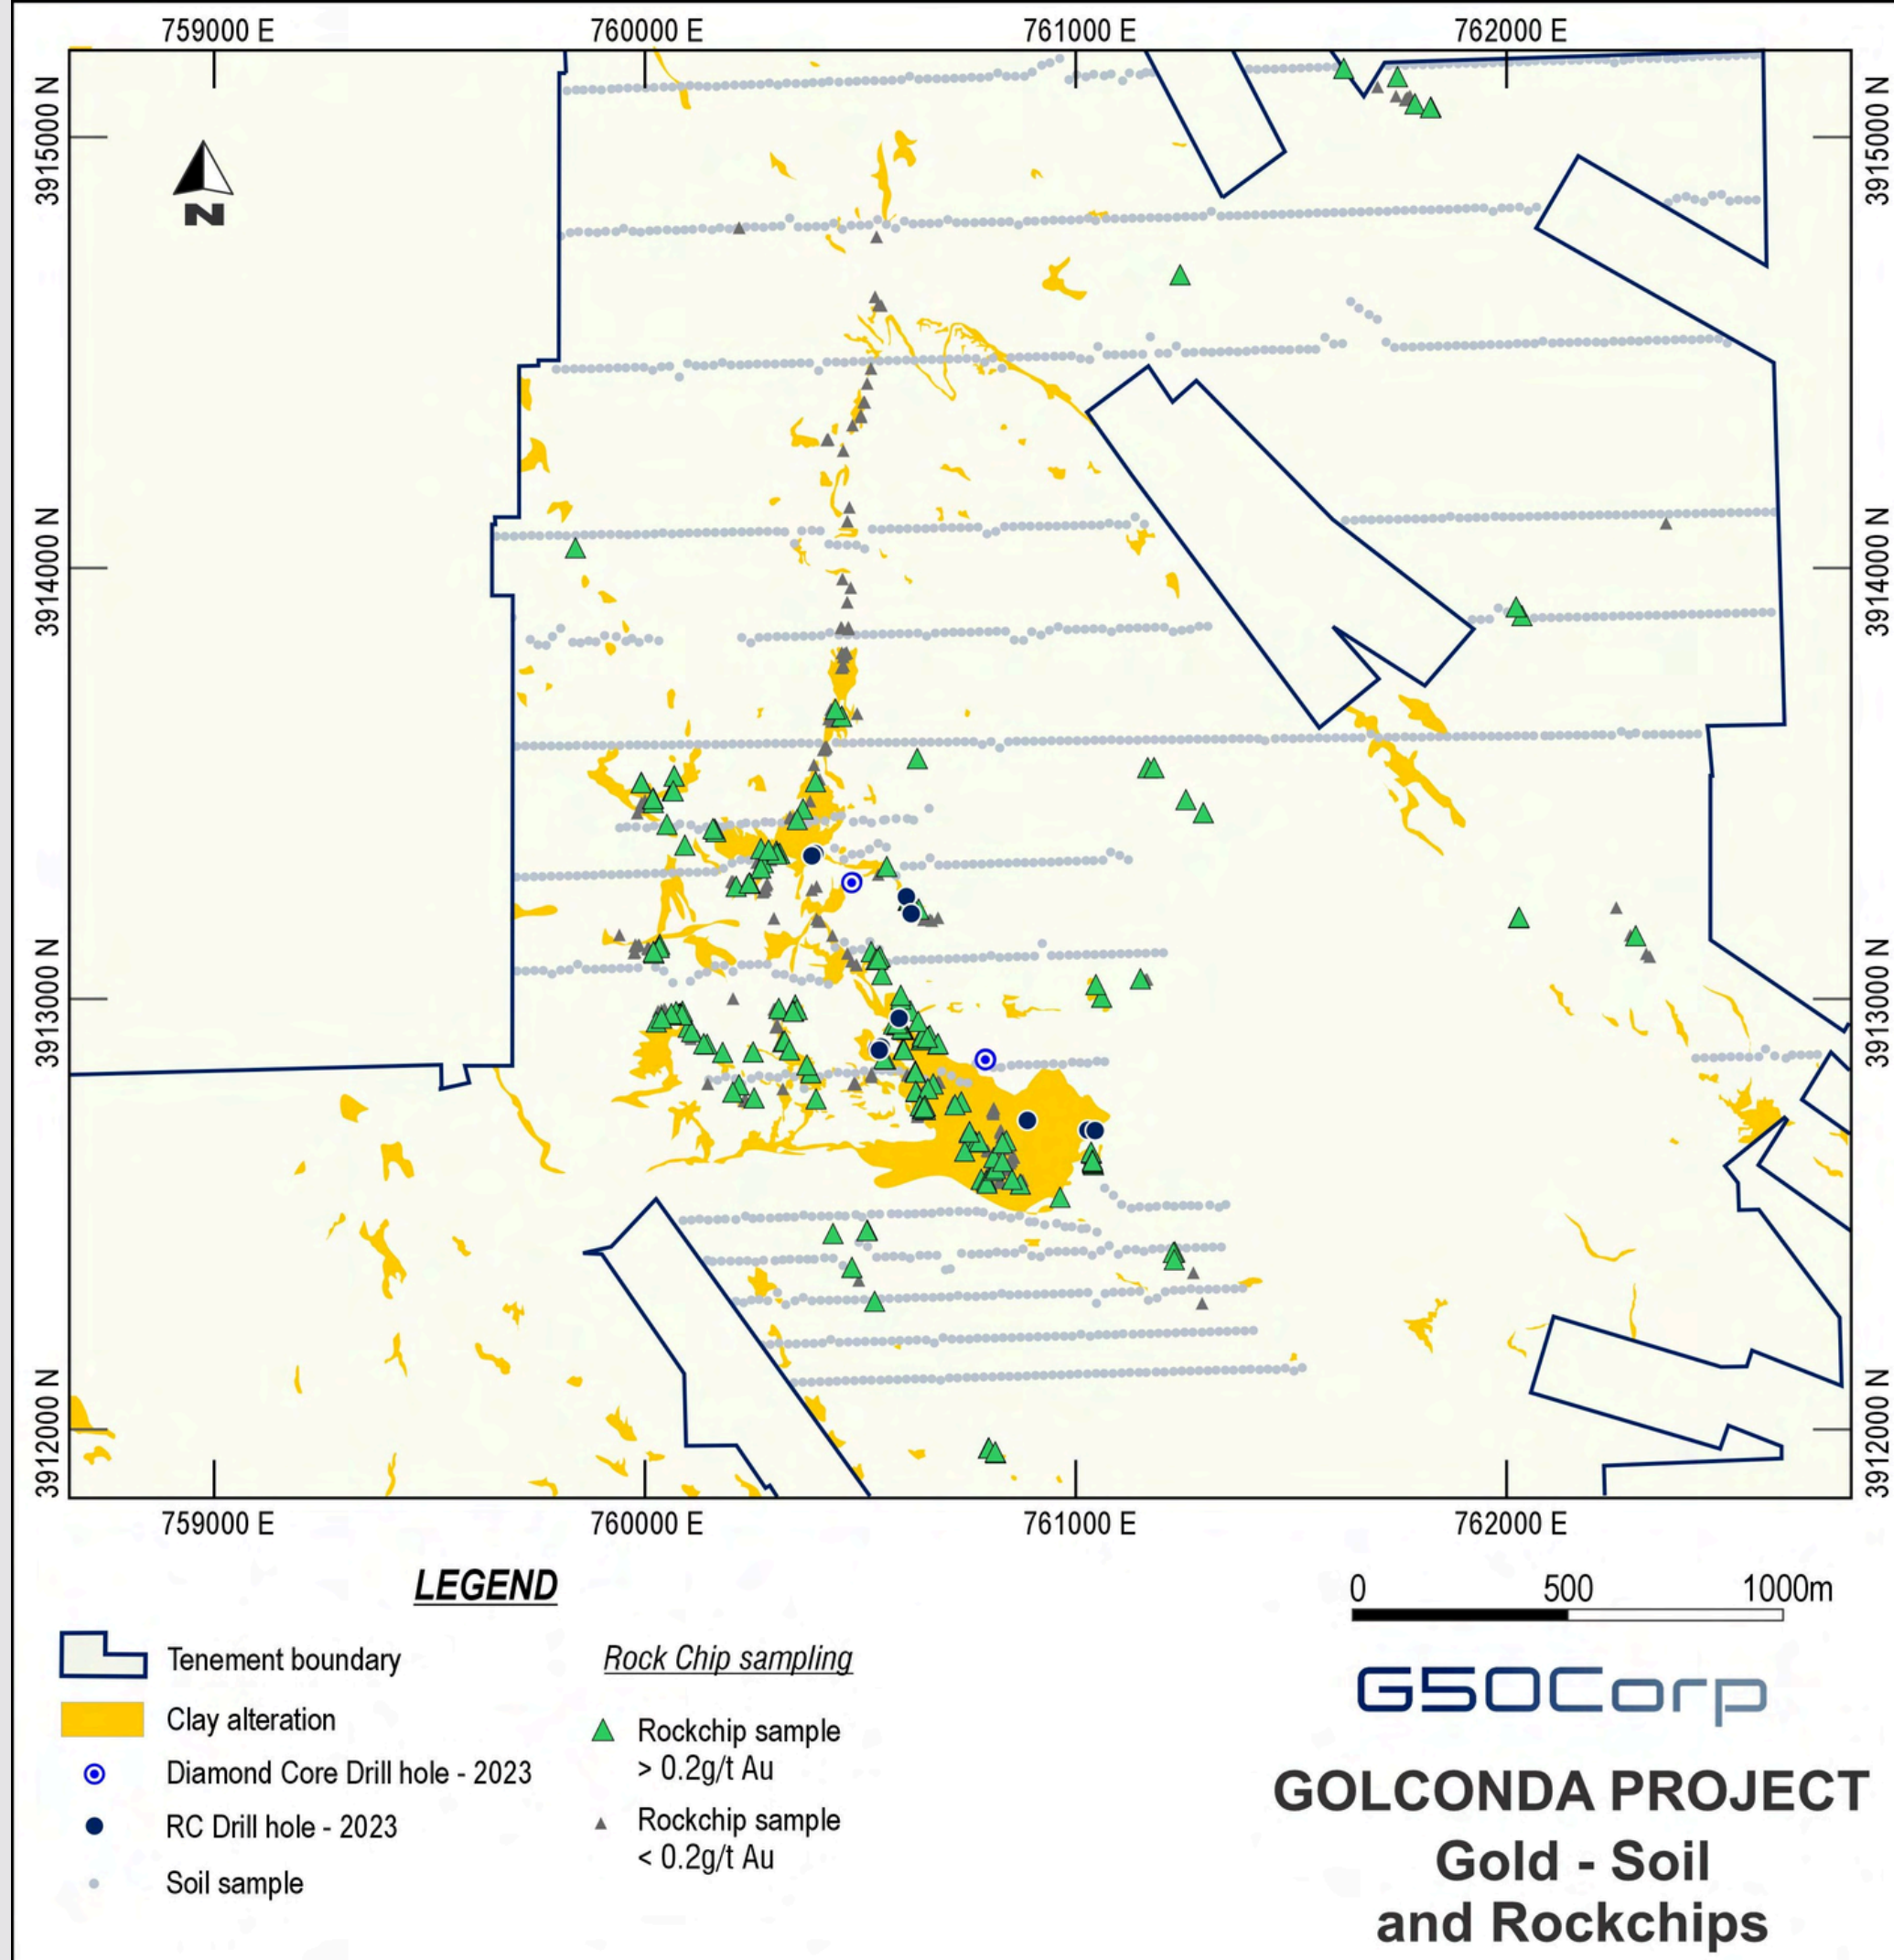 759000 E
760000 E
761000 E
762000 E
3915000 N
3915000 N
N
3914000 N
3914000 N
3913000 N
3913000 N
3912000 N
3912000 N
759000 E
760000 E
761000 E
762000 E
LEGEND
Tenement boundary
Clay alteration
Diamond Core Drill hole - 2023
RC Drill hole - 2023
Soil sample
Rock Chip sampling
Rockchip sample
> 0.2g/t Au
Rockchip sample
< 0.2g/t Au
0 500 1000m
G50Corp
GOLCONDA PROJECT
Gold - Soil
and Rockchips